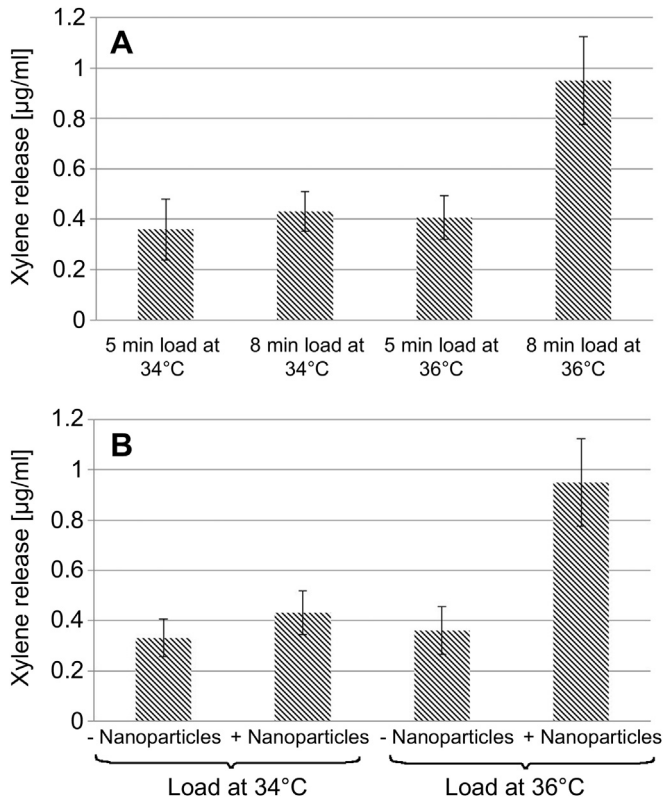 A
Xylene release [µg/ml]
1.2
1
0.8
0.6
0.4
0.2
0
5 min load at 8 min load at 5 min load at 8 min load at
34°C 34°C 36°C 36°C
B
Xylene release [µg/ml]
1.2
1
0.8
0.6
0.4
0.2
0
- Nanoparticles + Nanoparticles - Nanoparticles + Nanoparticles
Load at 34°C Load at 36°C